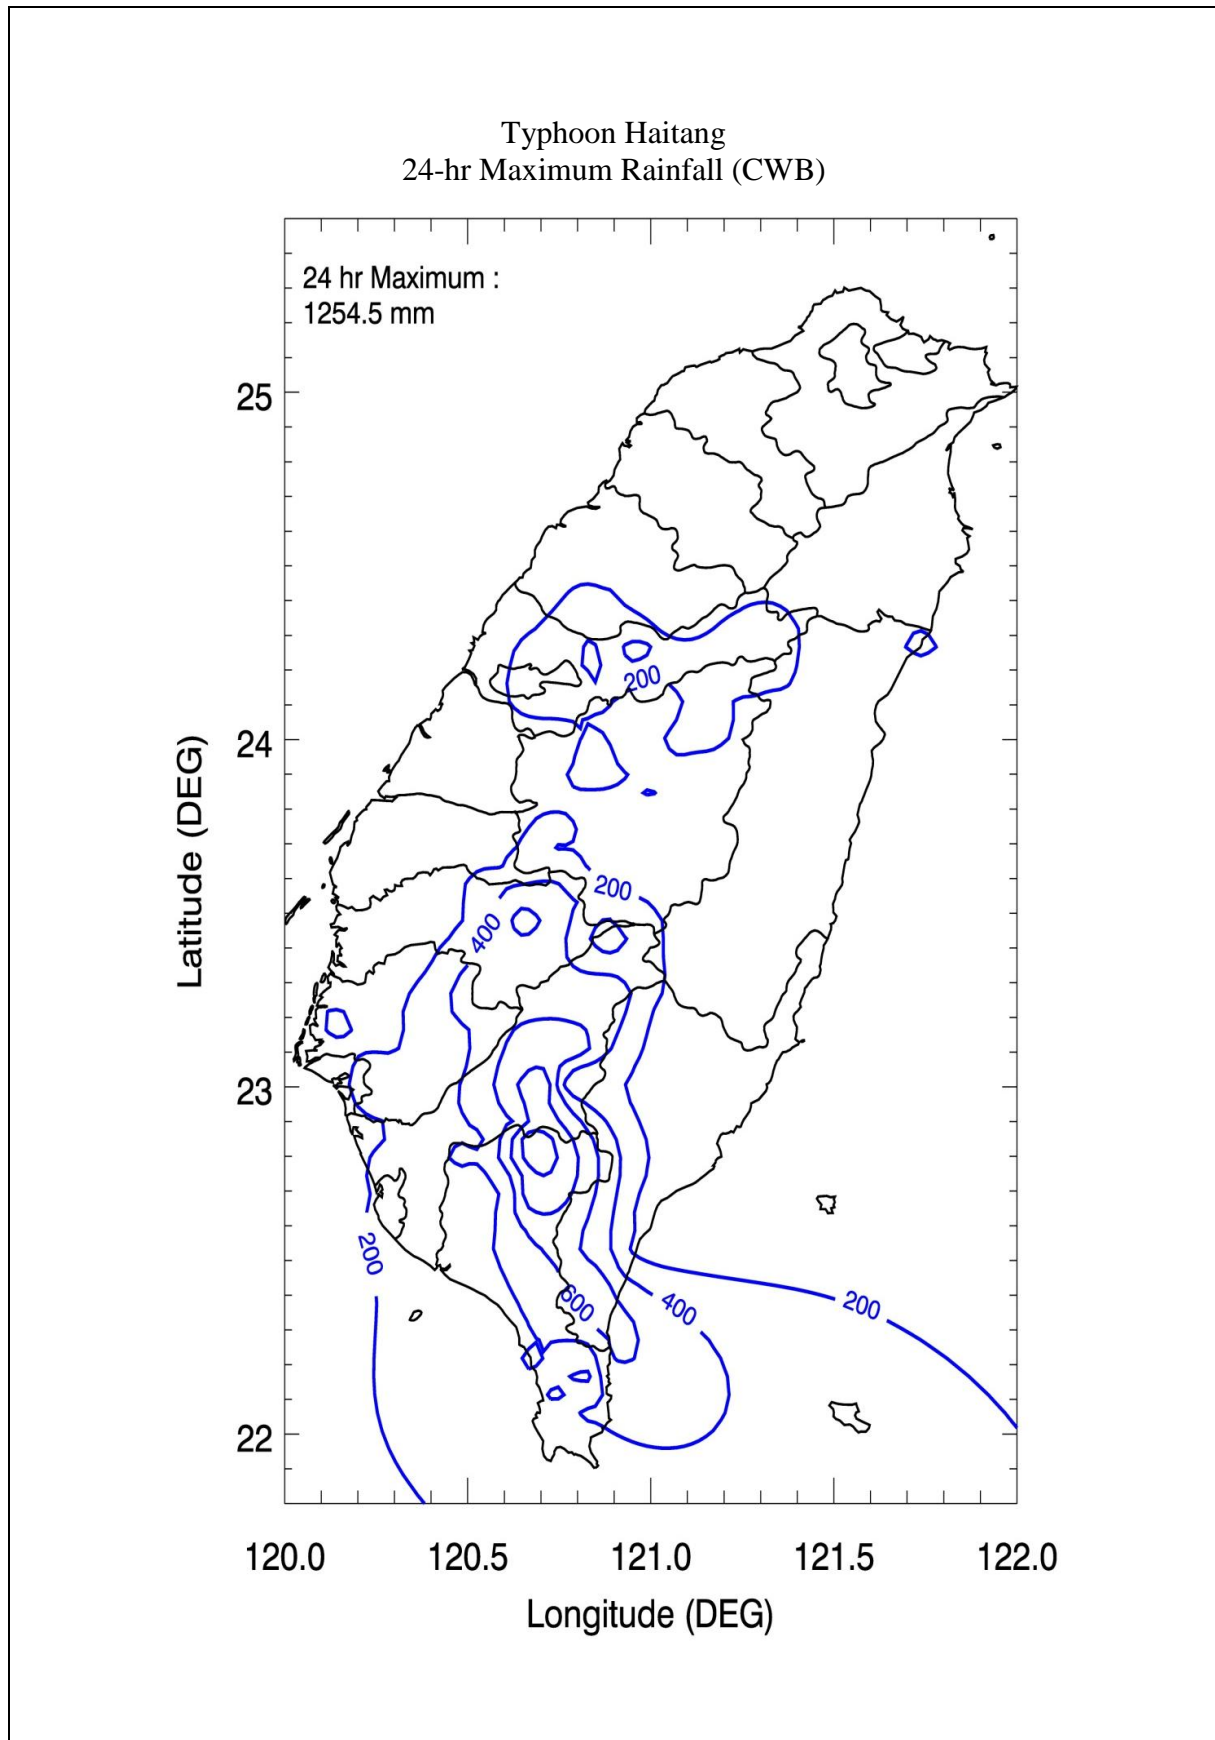 Typhoon Haitang
24-hr Maximum Rainfall (CWB)
24 hr Maximum :
1254.5 mm
25
24
23
22
Latitude (DEG)
200
200
400
200
600
400
200
120.0 120.5 121.0 121.5 122.0
Longitude (DEG)